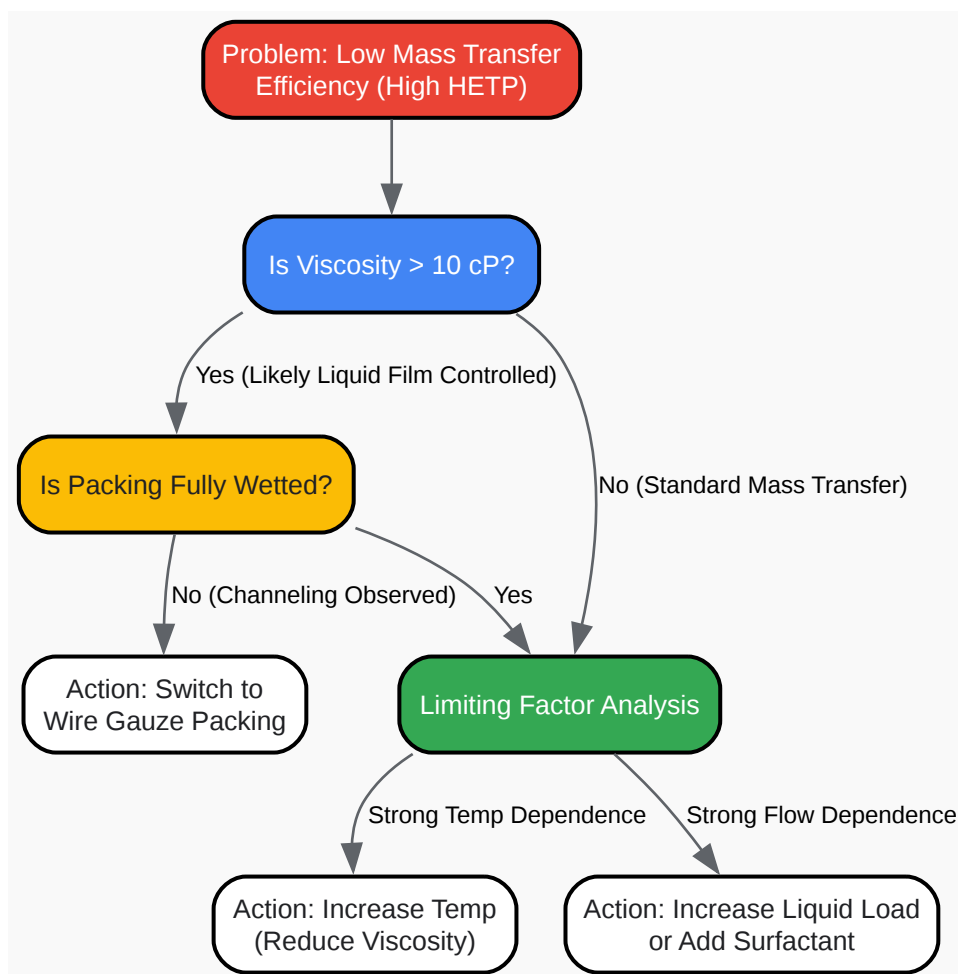 Problem: Low Mass Transfer
Efficiency (High HETP)
Is Viscosity > 10 cP?
Yes (Likely Liquid Film Controlled)
Is Packing Fully Wetted?
No (Standard Mass Transfer)
No (Channeling Observed)
Yes
Action: Switch to
Wire Gauze Packing
Limiting Factor Analysis
Strong Temp Dependence
Strong Flow Dependence
Action: Increase Temp
(Reduce Viscosity)
Action: Increase Liquid Load
or Add Surfactant